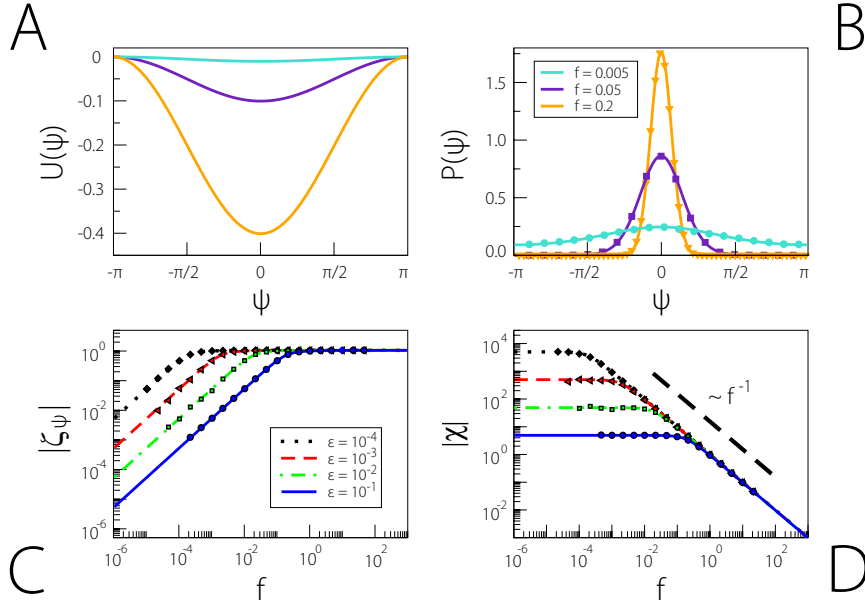 A
B
0
-0.1
-0.2
-0.3
-0.4
U(ψ)
-π
-π/2
0
π/2
π
ψ
1.5
1.0
0.5
0.0
P(ψ)
f = 0.005
f = 0.05
f = 0.2
-π
-π/2
0
π/2
π
ψ
10^0
10^-2
10^-4
10^-6
|ζ_ψ|
ε = 10^-4
ε = 10^-3
ε = 10^-2
ε = 10^-1
10^-6
10^-4
10^-2
10^0
10^2
f
10^4
10^2
10^0
10^-2
|χ|
~ f^-1
10^-6
10^-4
10^-2
10^0
10^2
f
C
D